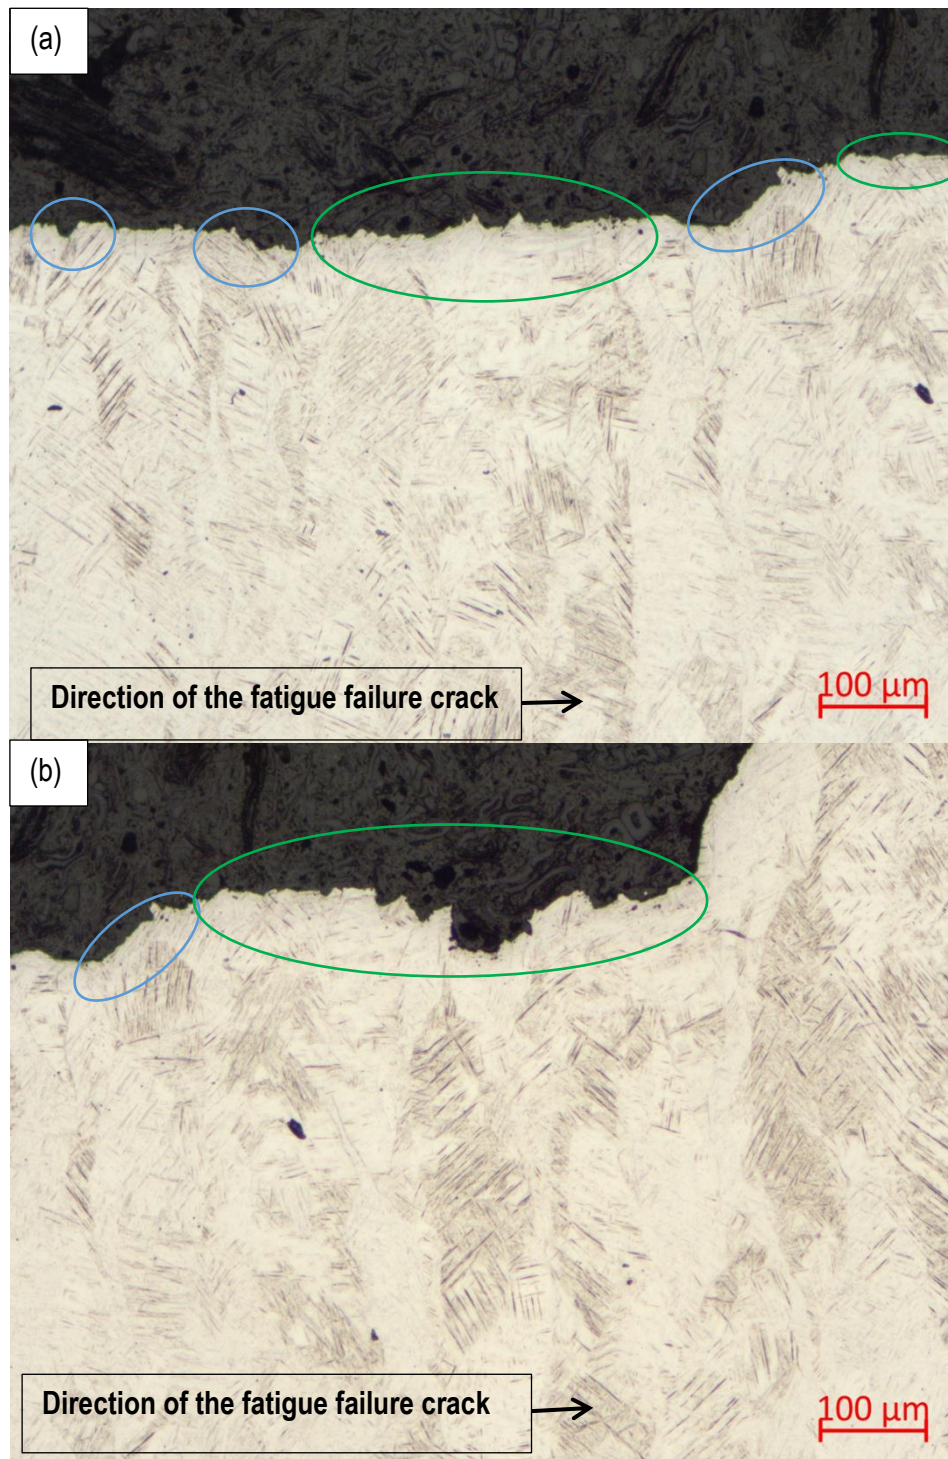 (a)
Direction of the fatigue failure crack
100 µm
(b)
Direction of the fatigue failure crack
100 µm